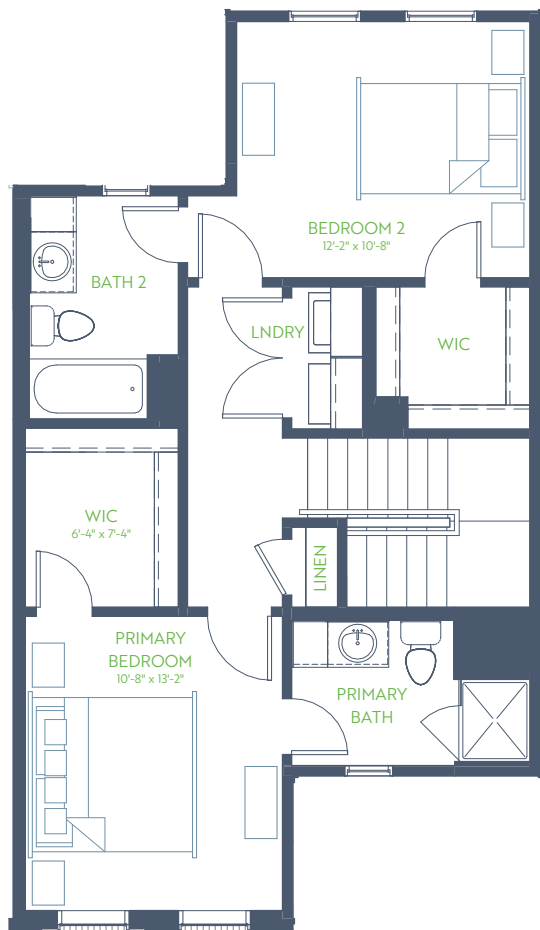 BEDROOM 2
12'-2" x 10'-8"
BATH 2
LNDRY
WIC
WIC
6'-4" x 7'-4"
LINEN
PRIMARY
BEDROOM
10'-8" x 13'-2"
PRIMARY
BATH